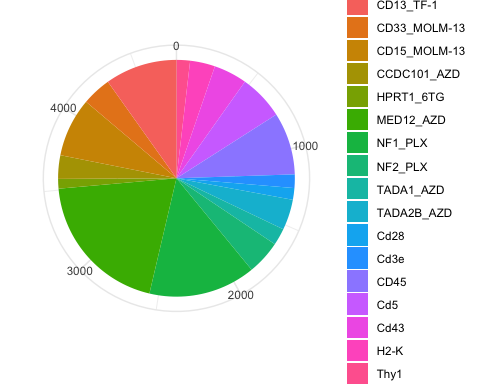 0
1000
2000
3000
4000
CD13_TF-1
CD33_MOLM-13
CD15_MOLM-13
CCDC101_AZD
HPRT1_6TG
MED12_AZD
NF1_PLX
NF2_PLX
TADA1_AZD
TADA2B_AZD
Cd28
Cd3e
CD45
Cd5
Cd43
H2-K
Thy1